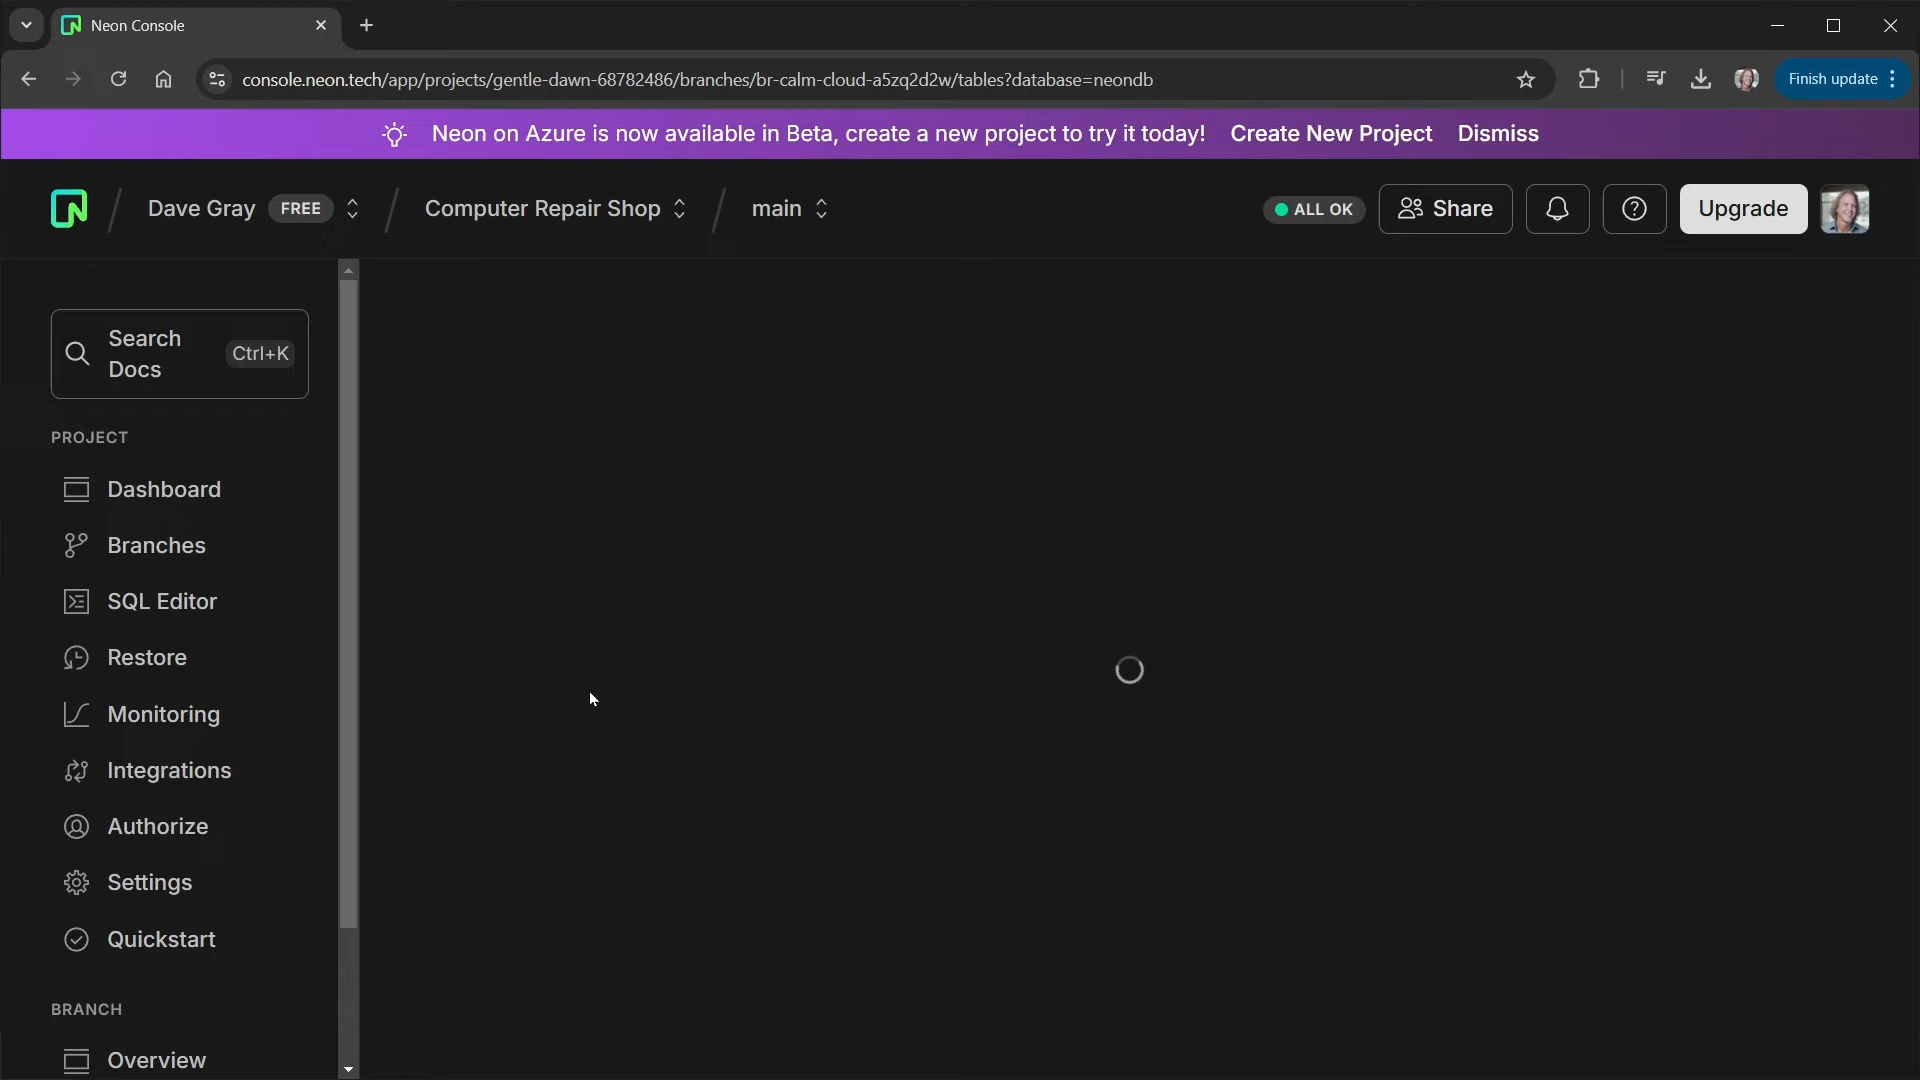 Neon Console
console.neon.tech/app/projects/gentle-dawn-68782486/branches/br-calm-cloud-a5zq2d2w/tables?database=neondb
Finish update
Neon on Azure is now available in Beta, create a new project to try it today! Create New Project Dismiss
Dave Gray FREE Computer Repair Shop main ALL OK Share Upgrade
Search
Docs
Ctrl+K
PROJECT
Dashboard
Branches
SQL Editor
Restore
Monitoring
Integrations
Authorize
Settings
Quickstart
BRANCH
Overview